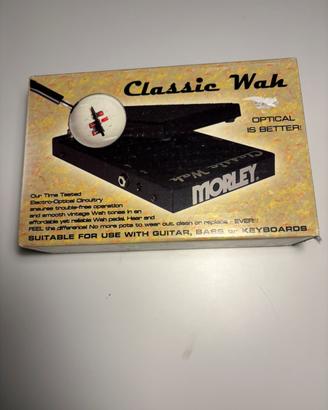 Classic Wah
OPTICAL
IS BETTER!
Classic Wah
MORLEY
Our Time Tested
Electro-Optical Circuitry
ensures trouble-free operation
and smooth vintage Wah tones in an
affordable yet reliable Wah pedal. Hear and
FEEL the difference! No more pots to wear out, clean or replace - EVER!!
SUITABLE FOR USE WITH GUITAR, BASS or KEYBOARDS